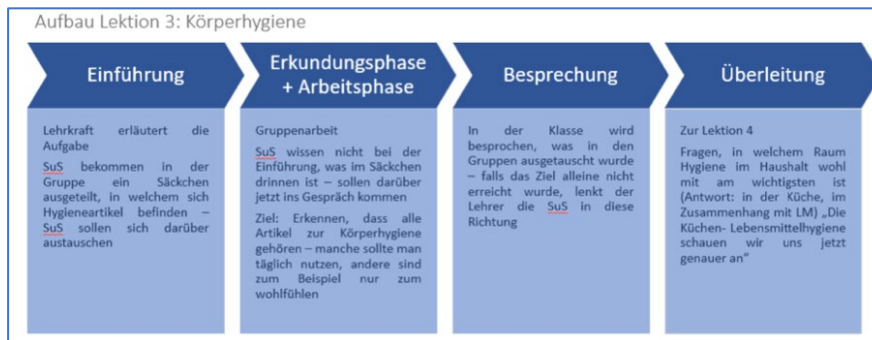 Aufbau Lektion 3: Körperhygiene
Einführung
Lehrkraft erläutert die
Aufgabe
SuS bekommen in der
Gruppe ein Säckchen
ausgeteilt, in welchem sich
Hygieneartikel befinden –
SuS sollen sich darüber
austauschen
Erkundungsphase
+ Arbeitsphase
Gruppenarbeit
SuS wissen nicht bei der
Einführung, was im Säckchen
drinnen ist – sollen darüber
jetzt ins Gespräch kommen
Ziel: Erkennen, dass alle
Artikel zur Körperhygiene
gehören – manche sollte man
täglich nutzen, andere sind
zum Beispiel nur zum
wohlfühlen
Besprechung
In der Klasse wird
besprochen, was in den
Gruppen ausgetauscht wurde
– falls das Ziel alleine nicht
erreicht wurde, lenkt der
Lehrer die SuS in diese
Richtung
Überleitung
Zur Lektion 4
Fragen, in welchem Raum
Hygiene im Haushalt wohl
mit am wichtigsten ist
(Antwort: in der Küche, im
Zusammenhang mit LM) „Die
Küchen- Lebensmittelhygiene
schauen wir uns jetzt
genauer an“